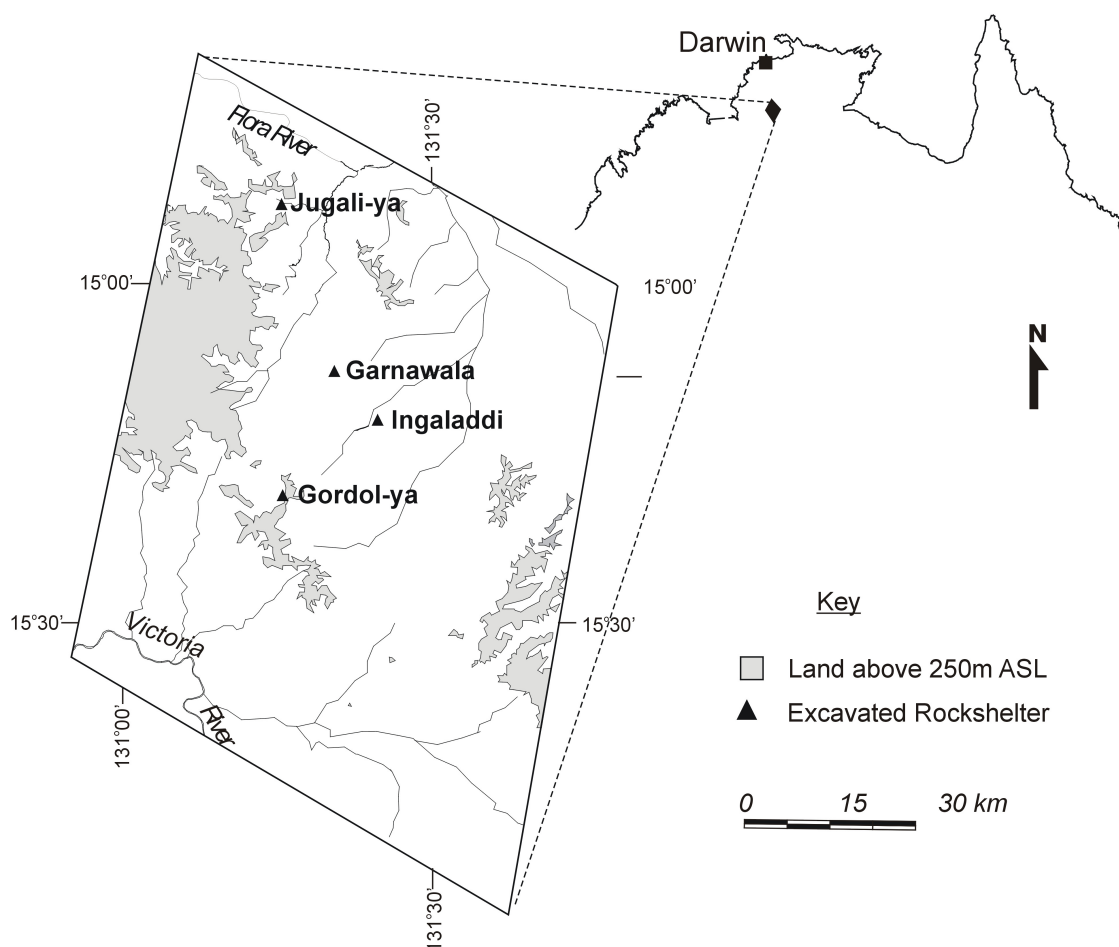 Darwin
Flora River
131°30'
Jugali-ya
15°00'
15°00'
N
Garnawala
Ingaladdi
Gordol-ya
15°30'
15°30'
Victoria
River
131°00'
131°30'
Key
Land above 250m ASL
Excavated Rockshelter
0 15 30 km